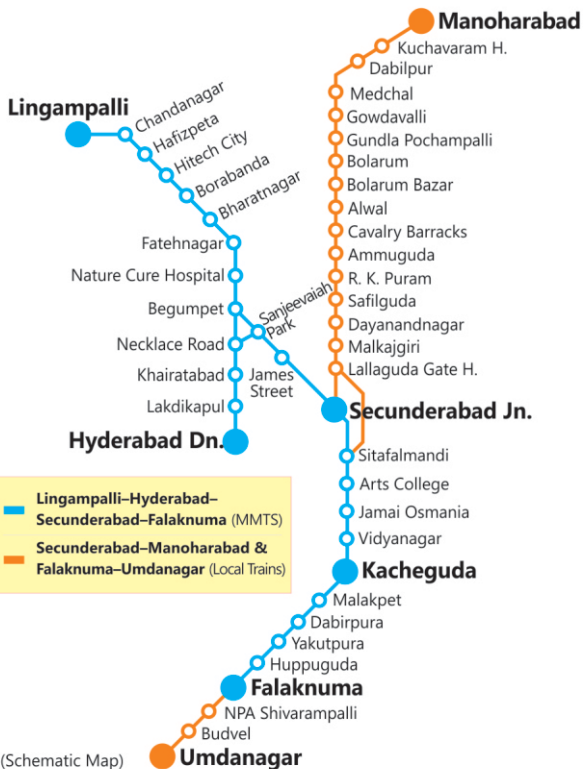 Manoharabad
Kuchavaram H.
Dabilpur
Medchal
Gowdavalli
Gundla Pochampalli
Bolarum
Bolarum Bazar
Alwal
Cavalry Barracks
Ammuguda
R. K. Puram
Safilguda
Dayanandnagar
Malkajgiri
Lallaguda Gate H.
Secunderabad Jn.
Lingampalli
Chandanagar
Hafizpeta
Hitech City
Borabanda
Bharatnagar
Fatehnagar
Nature Cure Hospital
Begumpet
Sanjeevaiah
Park
Necklace Road
James
Street
Khairatabad
Lakdikapul
Hyderabad Dn.
Sitafalmandi
Arts College
Jamai Osmania
Vidyanagar
Kacheguda
Malakpet
Dabirpura
Yakutpura
Huppuguda
Falaknuma
NPA Shivarampalli
Budvel
Umdanagar
Lingampalli–Hyderabad–
Secunderabad–Falaknuma (MMTS)
Secunderabad–Manoharabad &
Falaknuma–Umdanagar (Local Trains)
(Schematic Map)